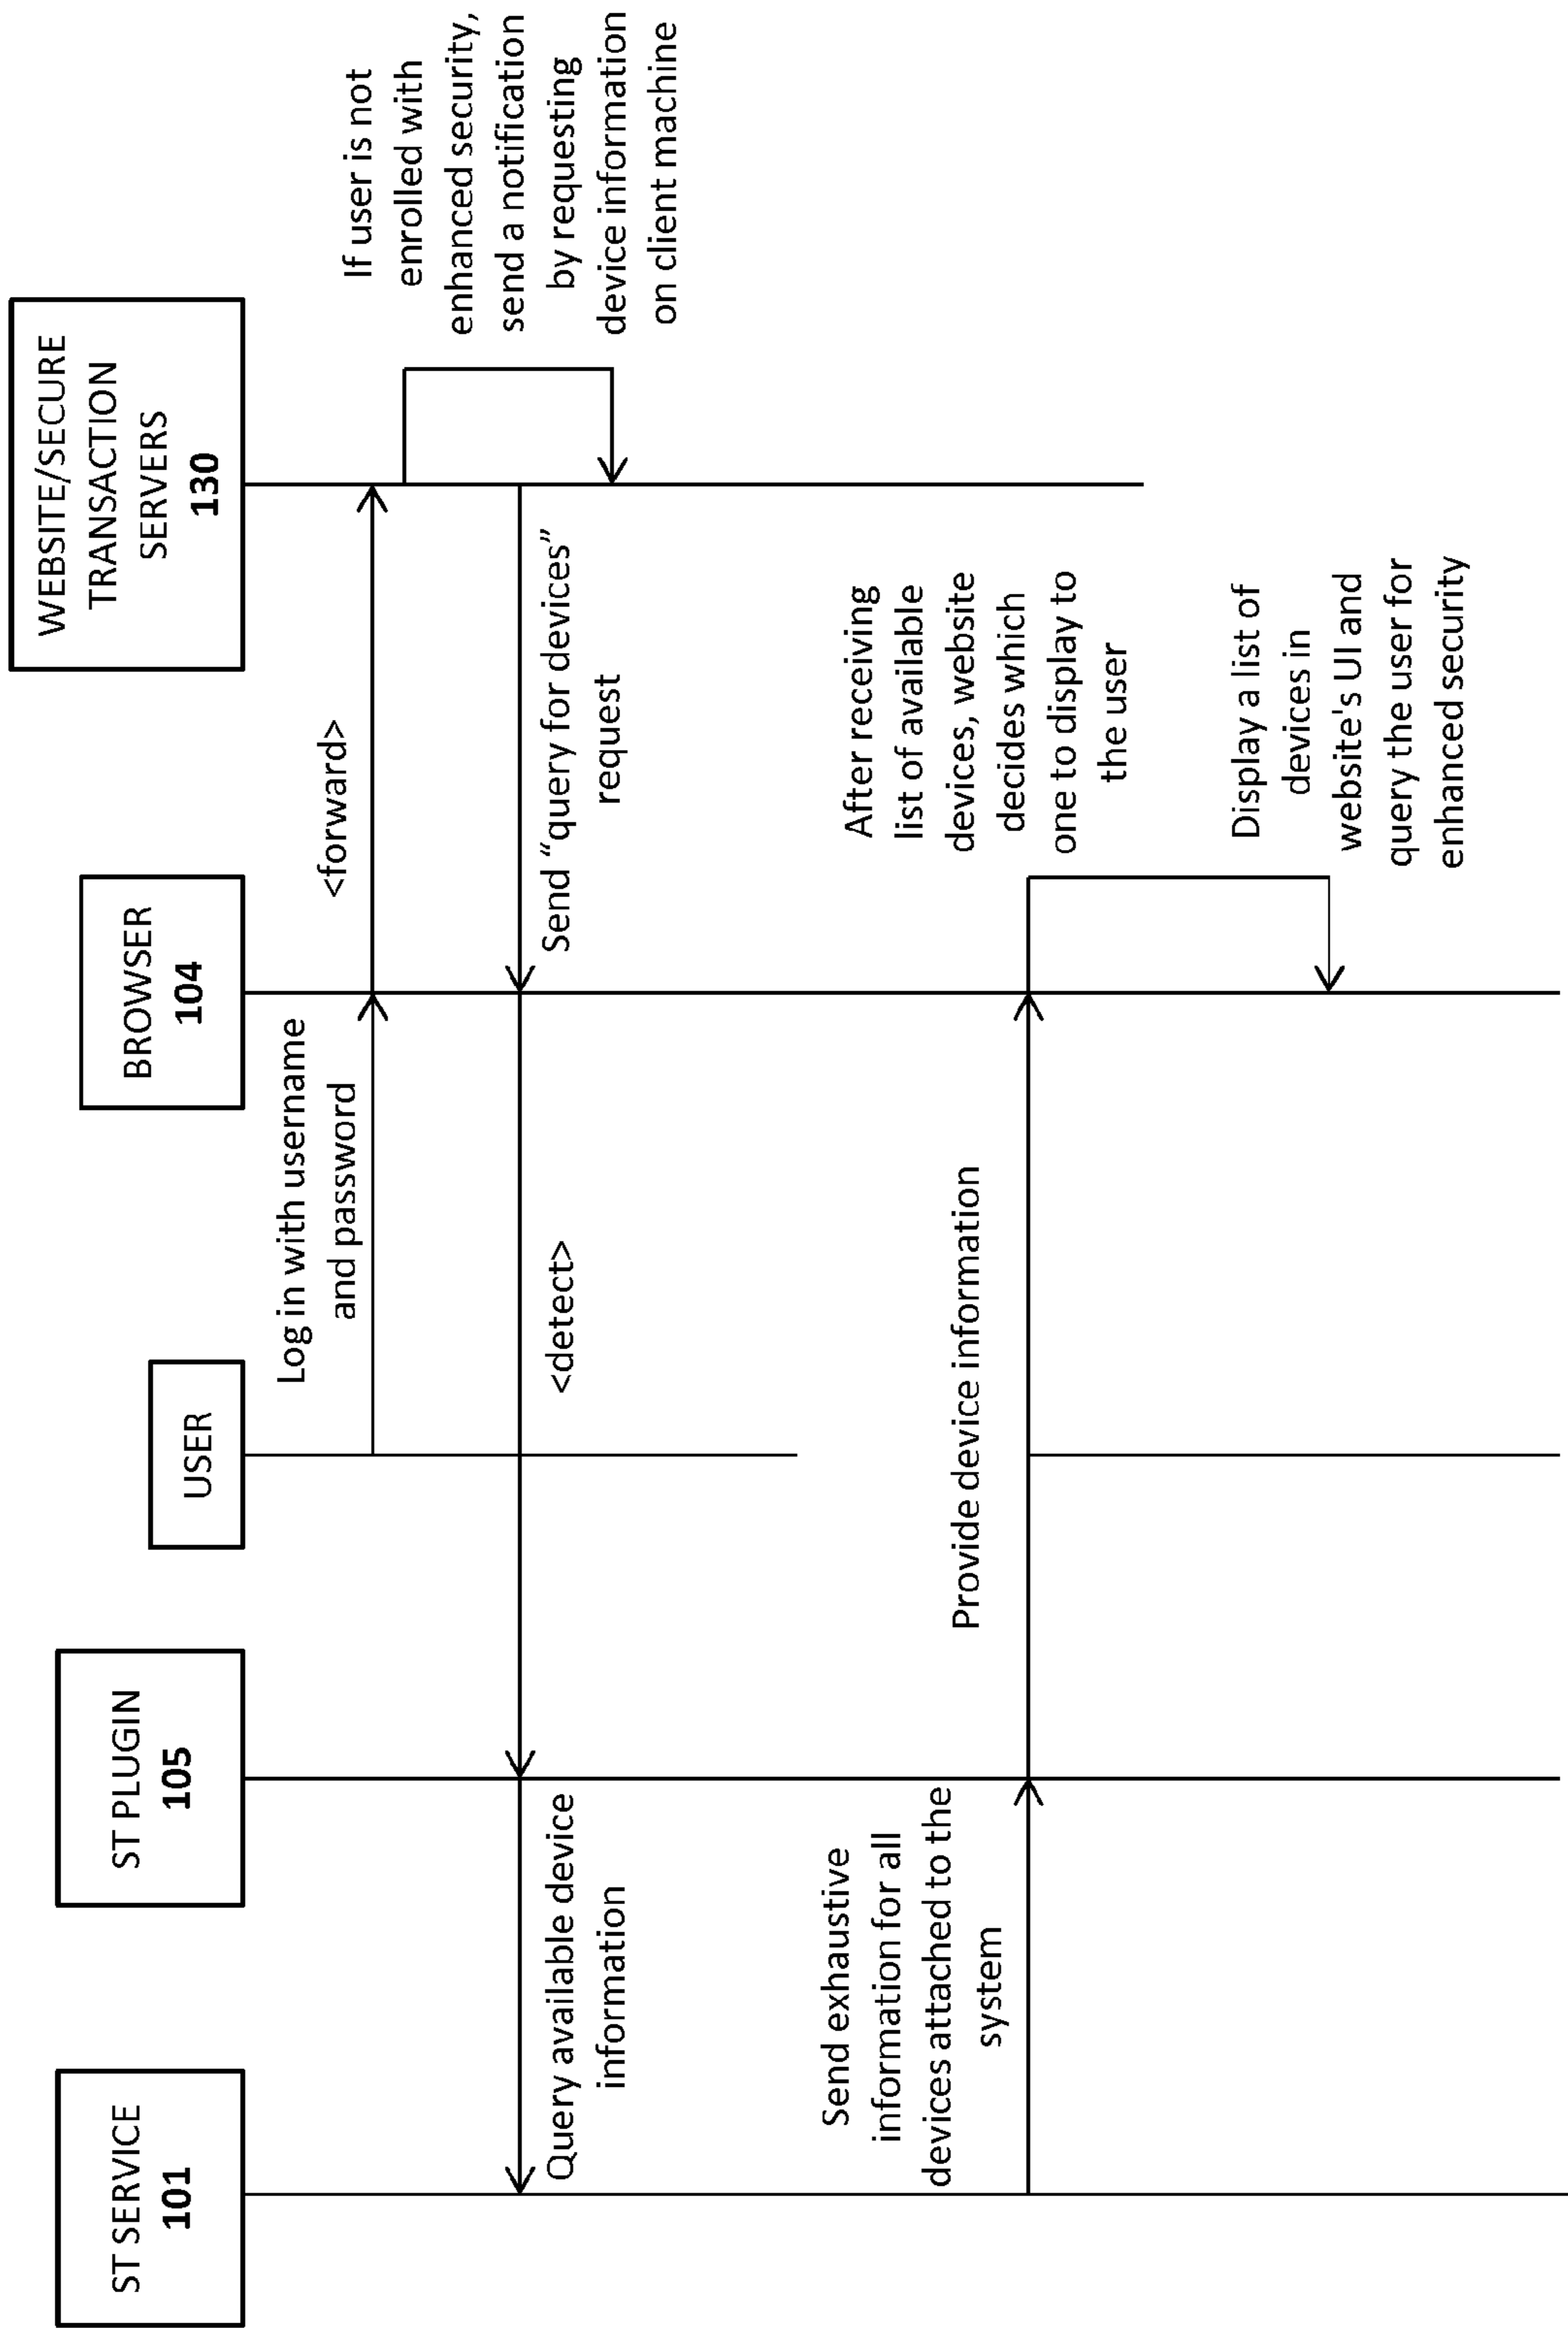 ST SERVICE
101
ST PLUGIN
105
USER
BROWSER
104
WEBSITE/SECURE
TRANSACTION
SERVERS
130
Log in with username
and password
<forward>
If user is not
enrolled with
enhanced security,
send a notification
by requesting
device information
on client machine
Send “query for devices”
request
<detect>
Query available device
information
Send exhaustive
information for all
devices attached to the
system
Provide device information
After receiving
list of available
devices, website
decides which
one to display to
the user
Display a list of
devices in
website's UI and
query the user for
enhanced security